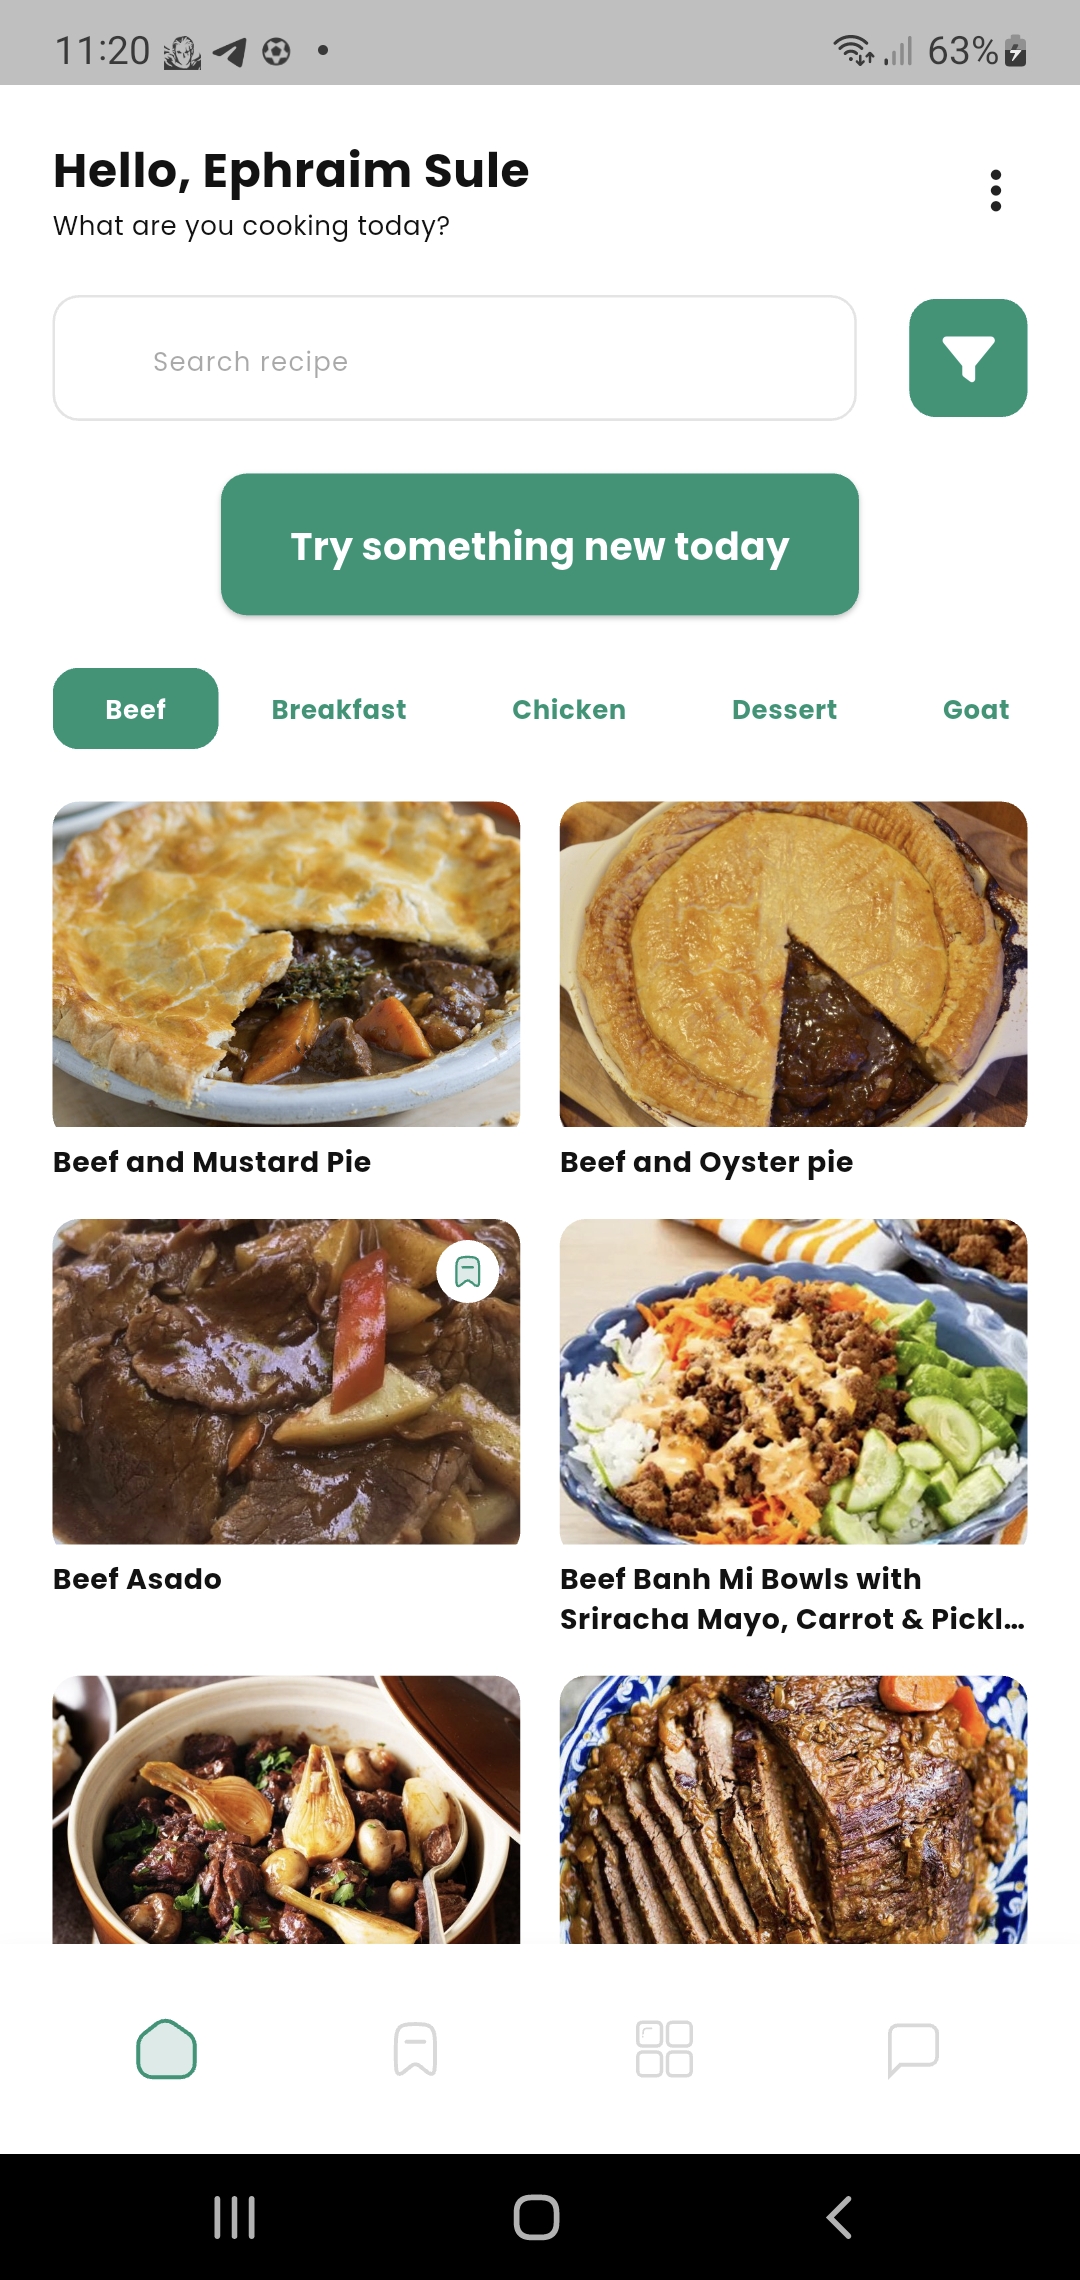 11:20
63%
Hello, Ephraim Sule
What are you cooking today?
Search recipe
Try something new today
Beef Breakfast Chicken Dessert Goat
Beef and Mustard Pie
Beef and Oyster pie
Beef Asado
Beef Banh Mi Bowls with
Sriracha Mayo, Carrot & Pickl...